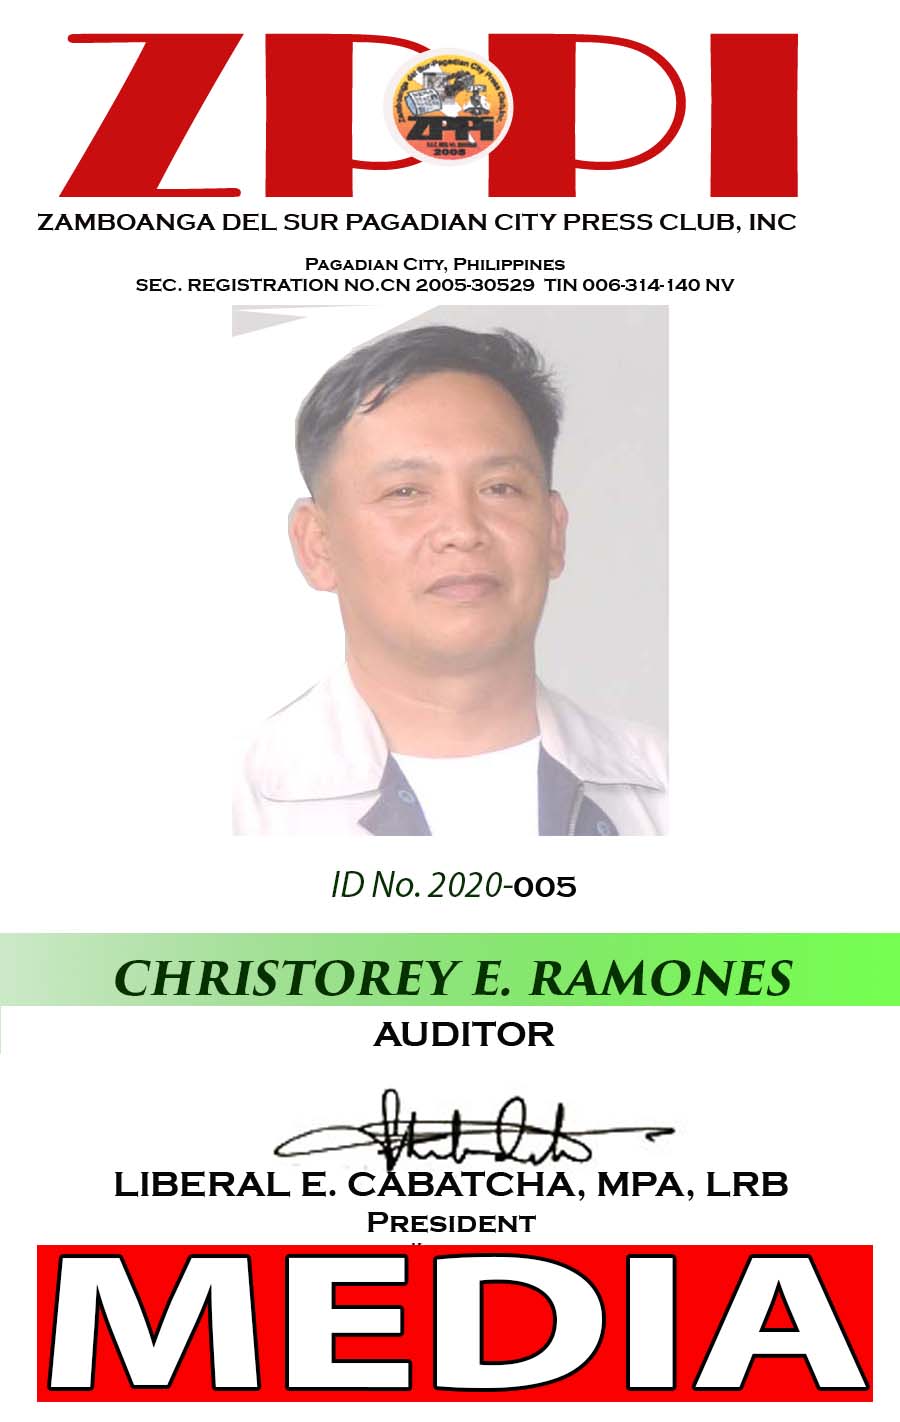 ZPPI
Zamboanga del Sur-Pagadian City Press Club, Inc.
ZPPi
2005
ZAMBOANGA DEL SUR PAGADIAN CITY PRESS CLUB, INC
PAGADIAN CITY, PHILIPPINES
SEC. REGISTRATION NO.CN 2005-30529 TIN 006-314-140 NV
ID No. 2020-005
CHRISTOREY E. RAMONES
AUDITOR
LIBERAL E. CABATCHA, MPA, LRB
PRESIDENT
MEDIA